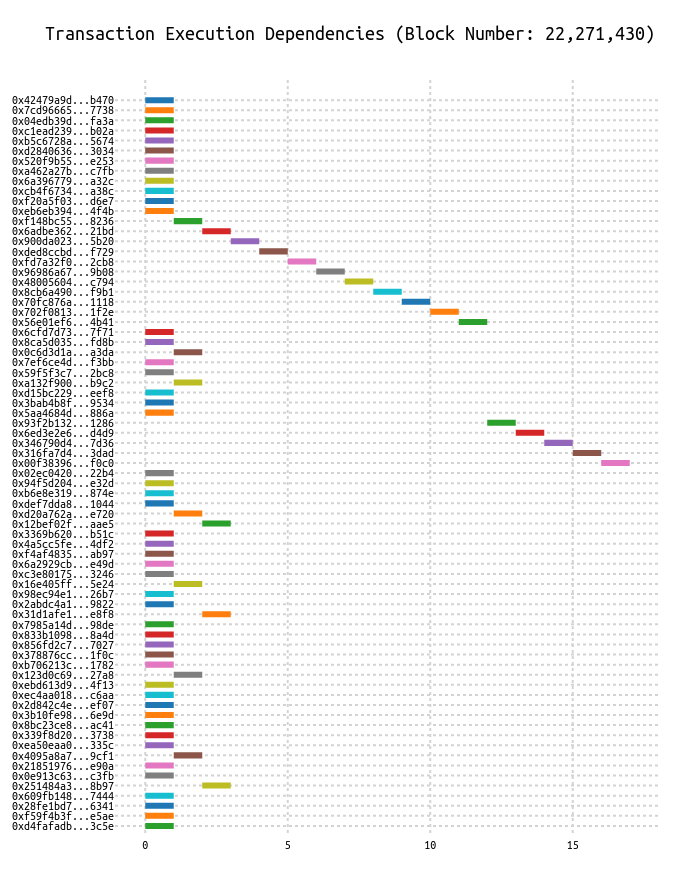 Transaction Execution Dependencies (Block Number: 22,271,430)
0x42479a9d...b470
0x7cd96665...7738
0x04edb39d...fa3a
0xc1ead239...b02a
0xb5c6728a...5674
0xd2840636...3034
0x520f9b55...e253
0xa462a27b...c7fb
0x6a396779...a32c
0xcb4f6734...a38c
0xf20a5f03...d6e7
0xeb6eb394...4f4b
0xf148bc55...8236
0x6adbe362...21bd
0x900da023...5b20
0xded8ccbd...f729
0xfd7a32f0...2cb8
0x96986a67...9b08
0x48005604...c794
0x8cb6a490...f9b1
0x70fc876a...1118
0x702f0813...1f2e
0x56e01ef6...4b41
0x6cfd7d73...7f71
0x8ca5d035...fd8b
0x0c6d3d1a...a3da
0x7ef6ce4d...f3bb
0x59f5f3c7...2bc8
0xa132f900...b9c2
0xd15bc229...eef8
0x3bab4b8f...9534
0x5aa4684d...886a
0x93f2b132...1286
0x6ed3e2e6...d4d9
0x346790d4...7d36
0x316fa7d4...3dad
0x00f38396...f0c0
0x02ec0420...22b4
0x94f5d204...e32d
0xb6e8e319...874e
0xdef7dda8...1044
0xd20a762a...e720
0x12bef02f...aae5
0x3369b620...b51c
0x4a5cc5fe...4df2
0xf4af4835...ab97
0x6a2929cb...e49d
0xc3e80175...3246
0x16e405ff...5e24
0x98ec94e1...26b7
0x2abdc4a1...9822
0x31d1afe1...e8f8
0x7985a14d...98de
0x833b1098...8a4d
0x856fd2c7...7027
0x378876cc...1f0c
0xb706213c...1782
0x123d0c69...27a8
0xebd613d9...4f13
0xec4aa018...c6aa
0x2d842c4e...ef07
0x3b10fe98...6e9d
0x8bc23ce8...ac41
0x339f8d20...3738
0xea50eaa0...335c
0x4095a8a7...9cf1
0x21851976...e90a
0x0e913c63...c3fb
0x251484a3...8b97
0x609fb148...7444
0x28fe1bd7...6341
0xf59f4b3f...e5ae
0xd4fafadb...3c5e
0 5 10 15